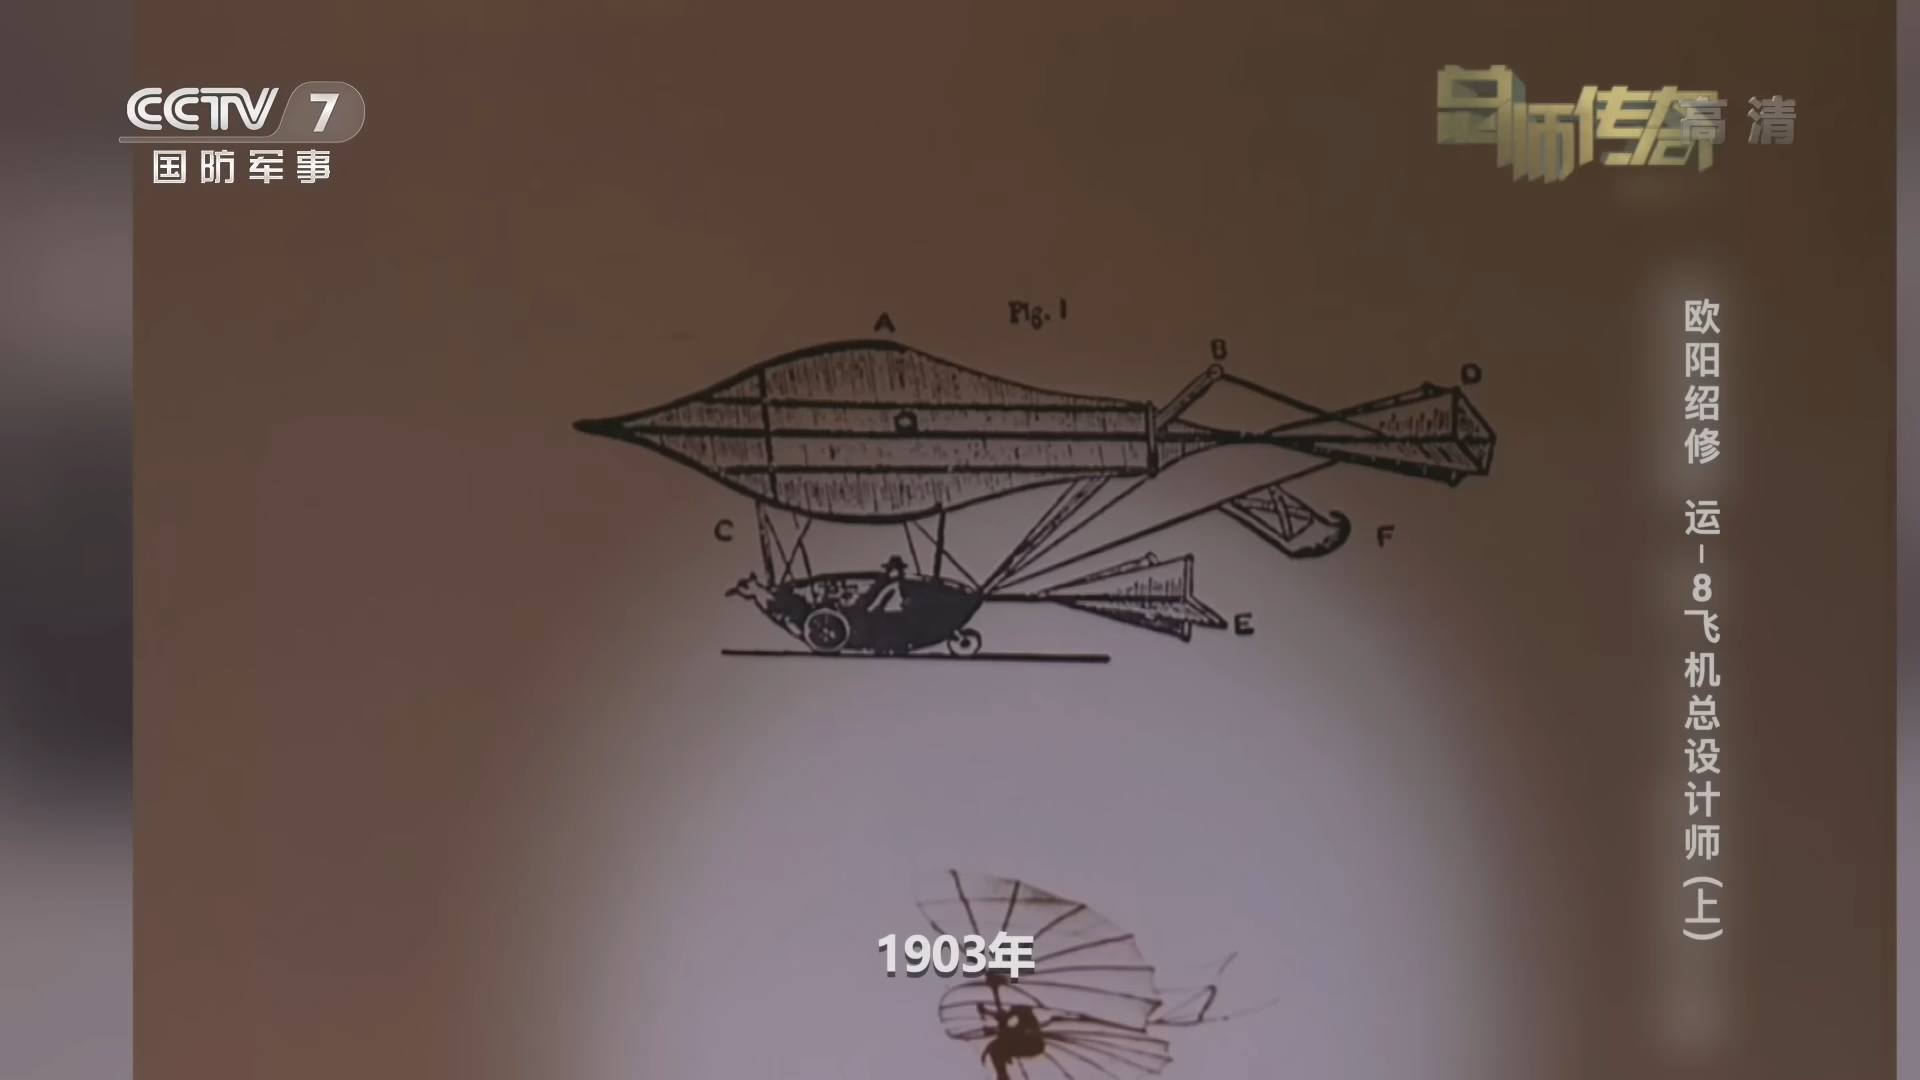 CCTV 7
国防军事
总师传奇
高清
Fig. 1
A
B
D
C
F
E
欧阳绍修 运-8飞机总设计师(上)
1903年